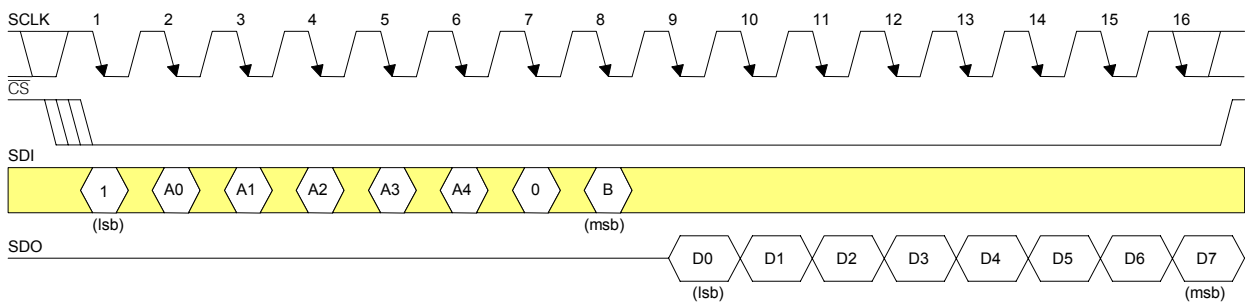 SCLK 1 2 3 4 5 6 7 8 9 10 11 12 13 14 15 16
CS
SDI
1 A0 A1 A2 A3 A4 0 B
(lsb) (msb)
SDO
D0 D1 D2 D3 D4 D5 D6 D7
(lsb) (msb)